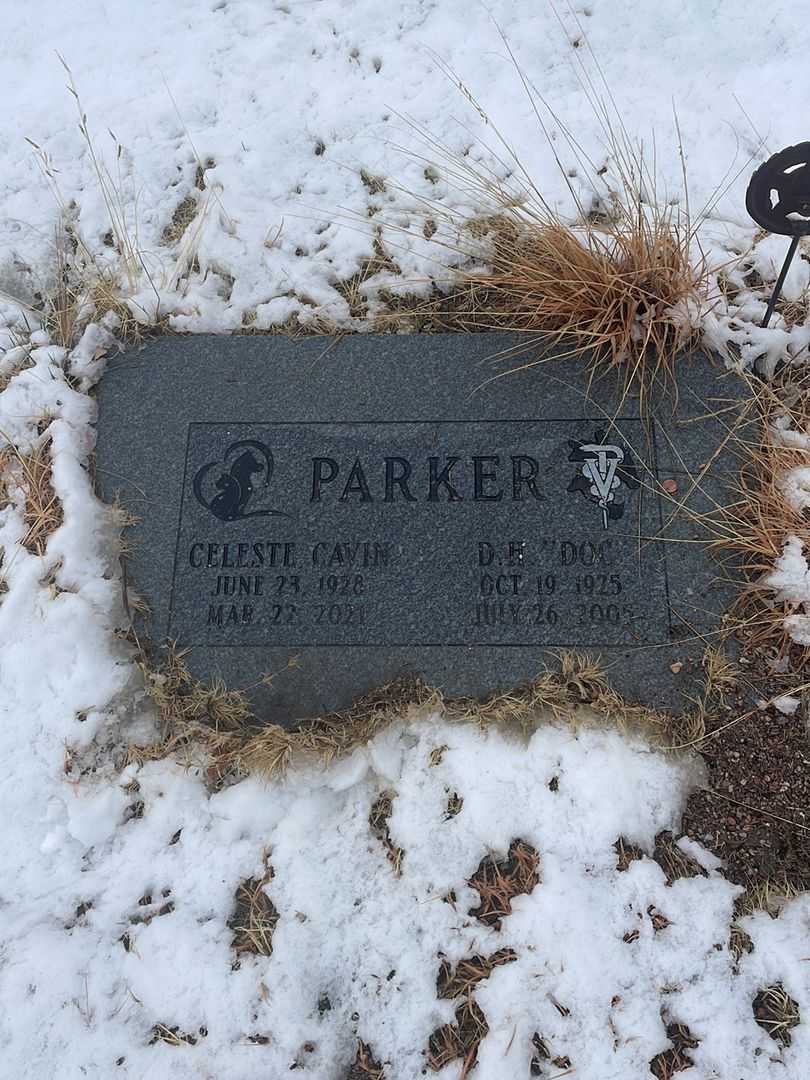 PARKER
V
CELESTE CAVIN D.H. "DOC"
JUNE 23, 1928 OCT. 19, 1925
MAR. 22, 2021 JULY 26, 2005